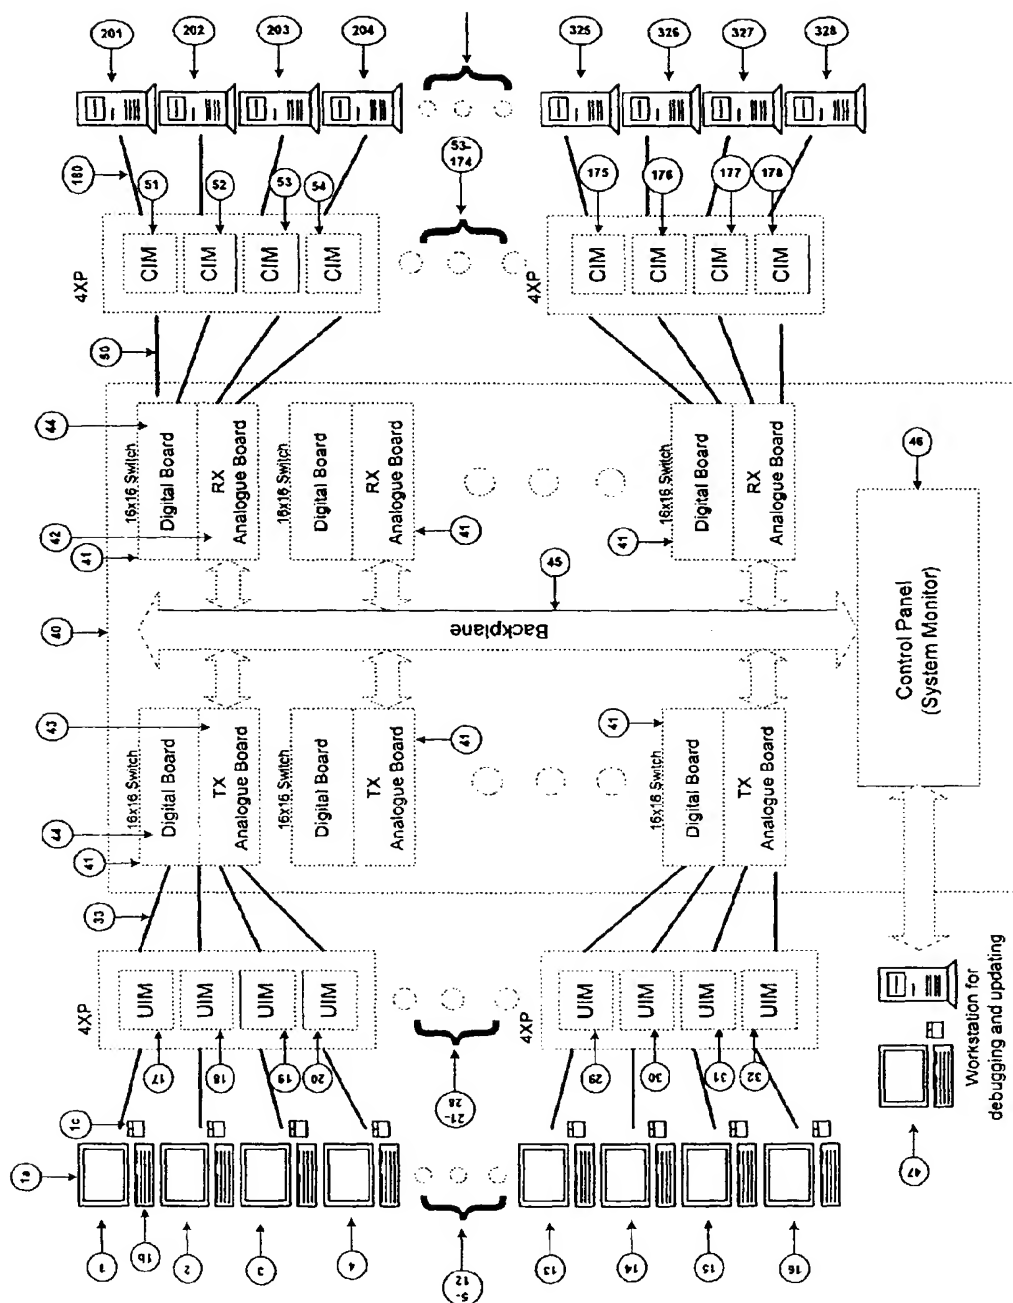 201
202
203
204
325
326
327
328
180
51
52
53
54
53-
174
175
176
177
178
4XP
CIM
CIM
CIM
CIM
4XP
CIM
CIM
CIM
CIM
44
42
41
40
43
44
41
33
16x16 Switch
Digital Board
RX
Analogue Board
16x16 Switch
Digital Board
RX
Analogue Board
41
16x16 Switch
Digital Board
RX
Analogue Board
41
46
45
Backplane
Control Panel
(System Monitor)
16x16 Switch
Digital Board
TX
Analogue Board
16x16 Switch
Digital Board
TX
Analogue Board
41
16x16 Switch
Digital Board
TX
Analogue Board
41
4XP
UIM
UIM
UIM
UIM
4XP
UIM
UIM
UIM
UIM
17
18
19
20
21-
28
29
30
31
32
1c
1a
1
1b
2
3
4
5-
12
13
14
15
16
47
Workstation for
debugging and updating